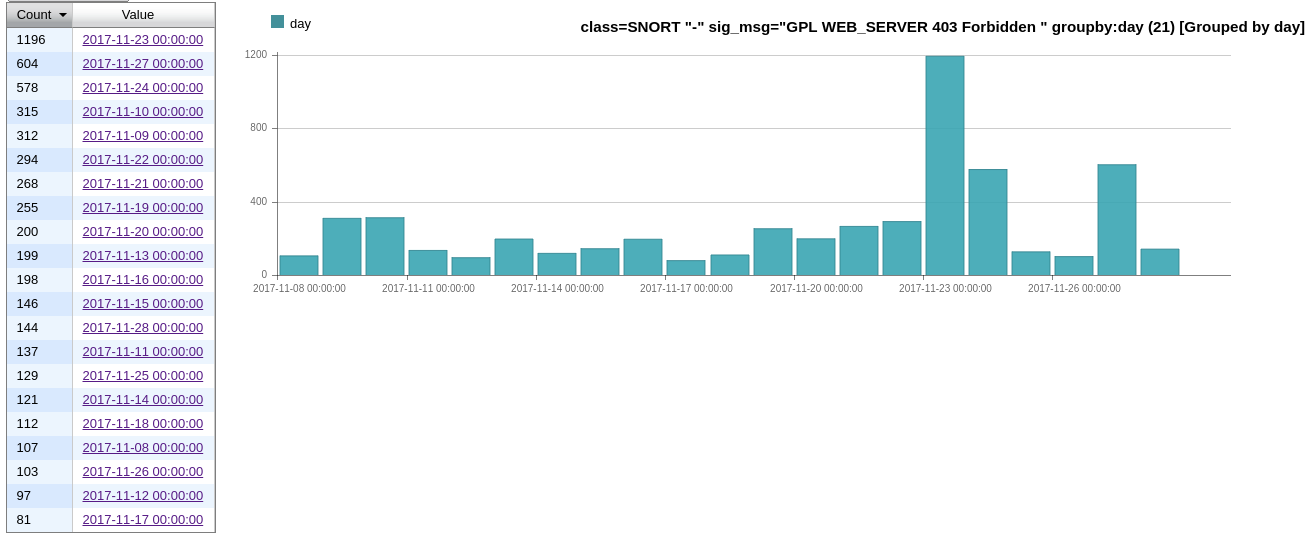 Count Value
1196 2017-11-23 00:00:00
604 2017-11-27 00:00:00
578 2017-11-24 00:00:00
315 2017-11-10 00:00:00
312 2017-11-09 00:00:00
294 2017-11-22 00:00:00
268 2017-11-21 00:00:00
255 2017-11-19 00:00:00
200 2017-11-20 00:00:00
199 2017-11-13 00:00:00
198 2017-11-16 00:00:00
146 2017-11-15 00:00:00
144 2017-11-28 00:00:00
137 2017-11-11 00:00:00
129 2017-11-25 00:00:00
121 2017-11-14 00:00:00
112 2017-11-18 00:00:00
107 2017-11-08 00:00:00
103 2017-11-26 00:00:00
97 2017-11-12 00:00:00
81 2017-11-17 00:00:00
day
class=SNORT "-" sig_msg="GPL WEB_SERVER 403 Forbidden " groupby:day (21) [Grouped by day]
1200
800
400
0
2017-11-08 00:00:00 2017-11-11 00:00:00 2017-11-14 00:00:00 2017-11-17 00:00:00 2017-11-20 00:00:00 2017-11-23 00:00:00 2017-11-26 00:00:00